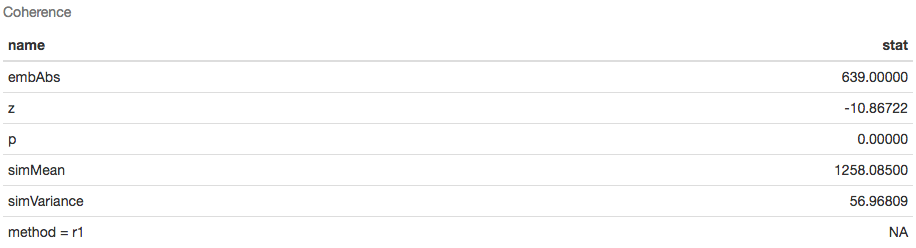 Coherence
name stat
embAbs 639.00000
z -10.86722
p 0.00000
simMean 1258.08500
simVariance 56.96809
method = r1 NA